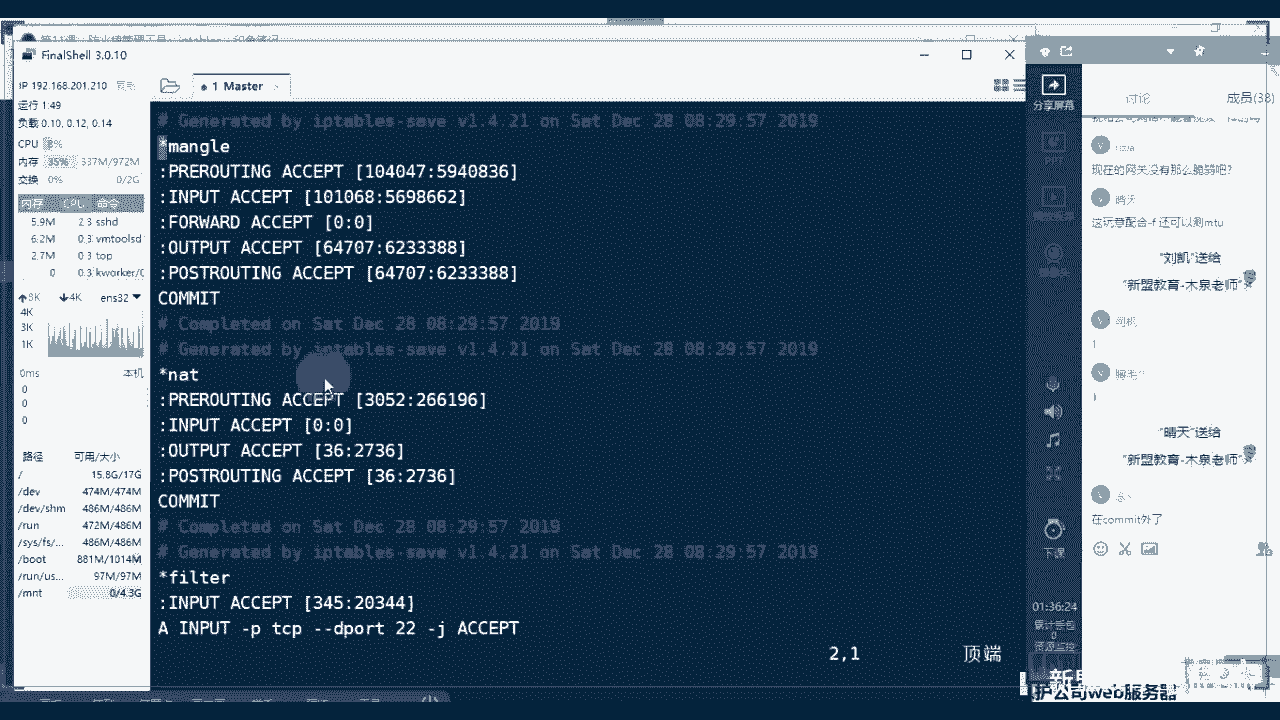 FinalShell 3.0.10
IP 192.168.201.210
运行 1:49
负载 0.10, 0.12, 0.14
CPU
内存 337M/972M
交换 0% 0/2G
内存 CPU 命令
5.9M 2.3 sshd
6.2M 0.3 vmtoolsd
2.7M 0.3 top
0 0.3 kworker/0
4K ens32
4K
3K
1K
0ms 本机
0
0
0
路径 可用/大小
/ 15.8G/17G
/dev 474M/474M
/dev/shm 486M/486M
/run 472M/486M
/sys/fs/... 486M/486M
/boot 881M/1014M
/run/us... 97M/97M
/mnt 0/4.3G
1 Master
# Generated by iptables-save v1.4.21 on Sat Dec 28 08:29:57 2019
*mangle
:PREROUTING ACCEPT [104047:5940836]
:INPUT ACCEPT [101068:5698662]
:FORWARD ACCEPT [0:0]
:OUTPUT ACCEPT [64707:6233388]
:POSTROUTING ACCEPT [64707:6233388]
COMMIT
# Completed on Sat Dec 28 08:29:57 2019
# Generated by iptables-save v1.4.21 on Sat Dec 28 08:29:57 2019
*nat
:PREROUTING ACCEPT [3052:266196]
:INPUT ACCEPT [0:0]
:OUTPUT ACCEPT [36:2736]
:POSTROUTING ACCEPT [36:2736]
COMMIT
# Completed on Sat Dec 28 08:29:57 2019
# Generated by iptables-save v1.4.21 on Sat Dec 28 08:29:57 2019
*filter
:INPUT ACCEPT [345:20344]
A INPUT -p tcp --dport 22 -j ACCEPT
2,1 顶端
分享屏幕
下课
01:36:24
讨论 成员(38)
现在的网关没有那么脆弱吧?
晴天
这玩意配合-f 还可以测mtu
"刘凯"送给
"新盟教育-木泉老师"
司机
1
"晴天"送给
"新盟教育-木泉老师"
在commit外了
护公司web服务器